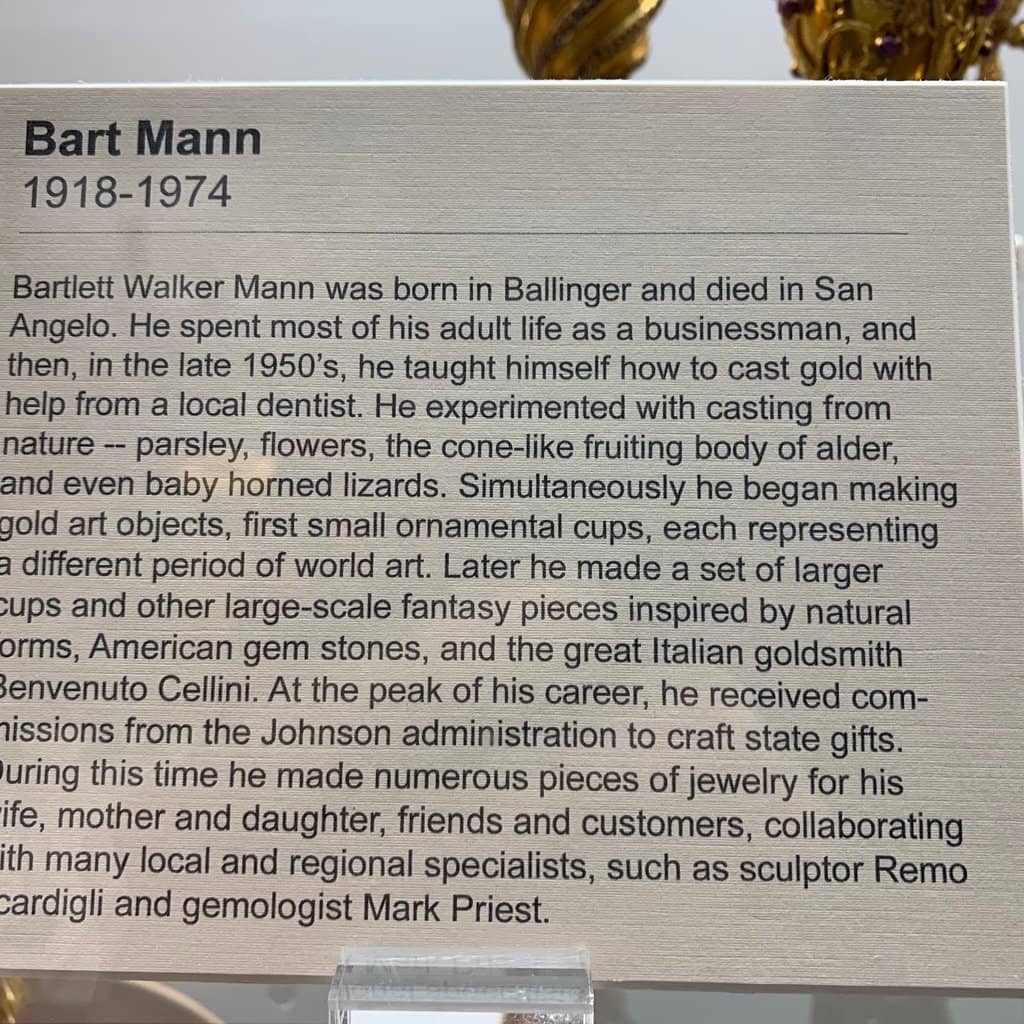 Bart Mann
1918-1974
Bartlett Walker Mann was born in Ballinger and died in San
Angelo. He spent most of his adult life as a businessman, and
then, in the late 1950's, he taught himself how to cast gold with
help from a local dentist. He experimented with casting from
nature -- parsley, flowers, the cone-like fruiting body of alder,
and even baby horned lizards. Simultaneously he began making
gold art objects, first small ornamental cups, each representing
a different period of world art. Later he made a set of larger
cups and other large-scale fantasy pieces inspired by natural
orms, American gem stones, and the great Italian goldsmith
Benvenuto Cellini. At the peak of his career, he received com-
missions from the Johnson administration to craft state gifts.
During this time he made numerous pieces of jewelry for his
ife, mother and daughter, friends and customers, collaborating
ith many local and regional specialists, such as sculptor Remo
cardigli and gemologist Mark Priest.